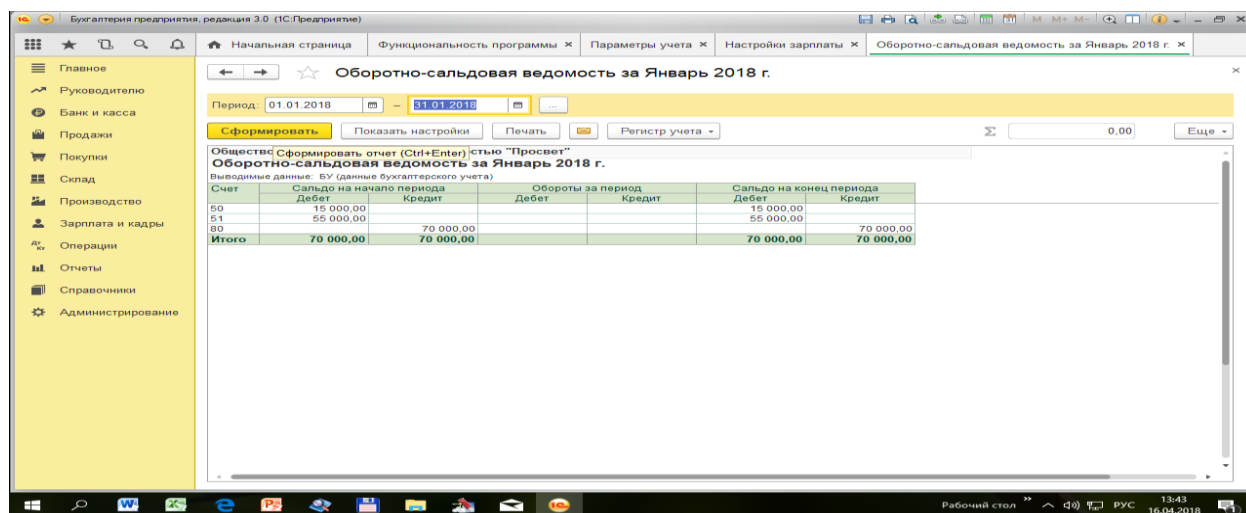 Бухгалтерия предприятия, редакция 3.0 (1С:Предприятие)
M M+ M-
Начальная страница Функциональность программы × Параметры учета × Настройки зарплаты × Оборотно-сальдовая ведомость за Январь 2018 г. ×
Главное
Руководителю
Банк и касса
Продажи
Покупки
Склад
Производство
Зарплата и кадры
Операции
Отчеты
Справочники
Администрирование
Оборотно-сальдовая ведомость за Январь 2018 г.
Период: 01.01.2018 – 31.01.2018 ...
Сформировать Показать настройки Печать Регистр учета Σ 0,00 Еще
Сформировать отчет (Ctrl+Enter)
Общество стью "Просвет"
Оборотно-сальдовая ведомость за Январь 2018 г.
Выводимые данные: БУ (данные бухгалтерского учета)
Счет Сальдо на начало периода Обороты за период Сальдо на конец периода
Дебет Кредит Дебет Кредит Дебет Кредит
50 15 000,00 15 000,00
51 55 000,00 55 000,00
80 70 000,00 70 000,00
Итого 70 000,00 70 000,00 70 000,00 70 000,00
Рабочий стол » РУС 13:43
16.04.2018